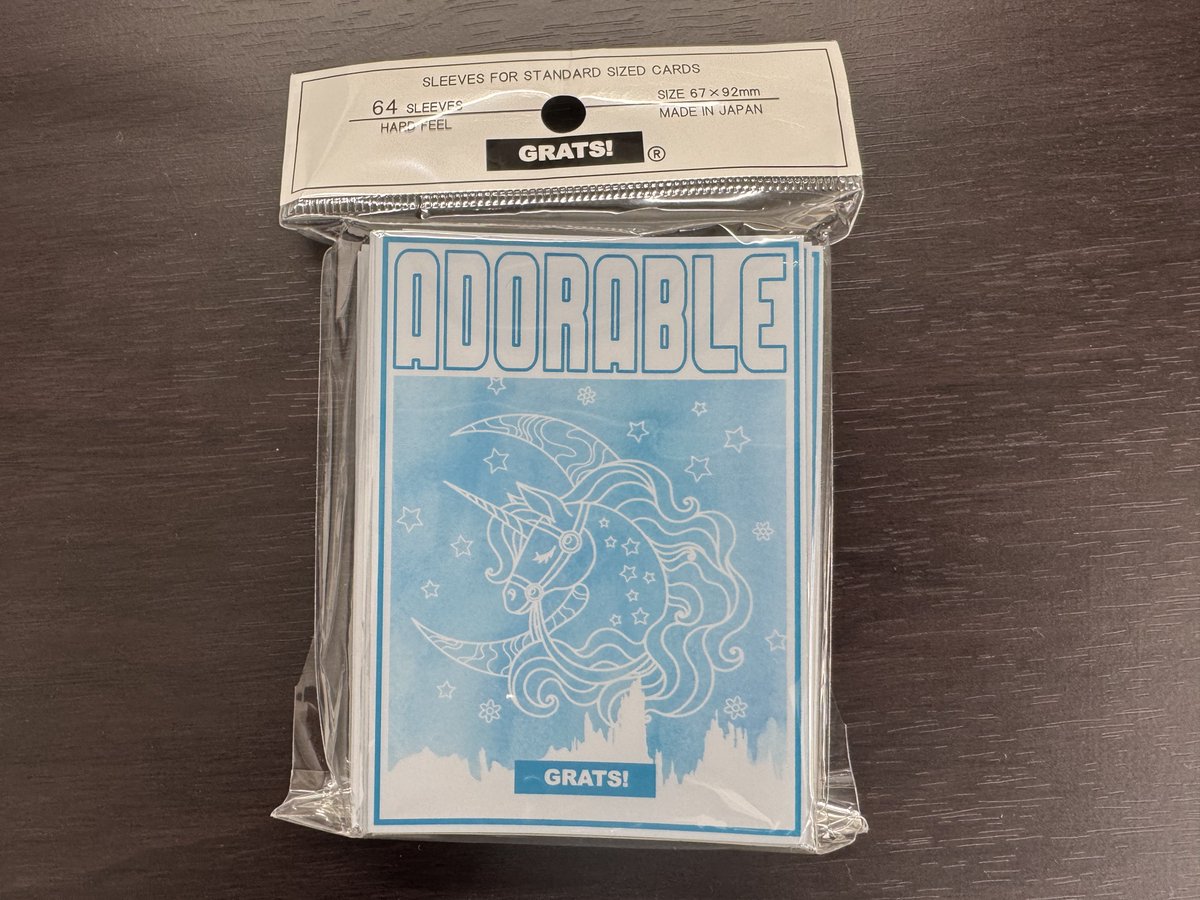 SLEEVES FOR STANDARD SIZED CARDS
64 SLEEVES
HARD FEEL
SIZE 67×92mm
MADE IN JAPAN
GRATS! ®
ADORABLE
GRATS!